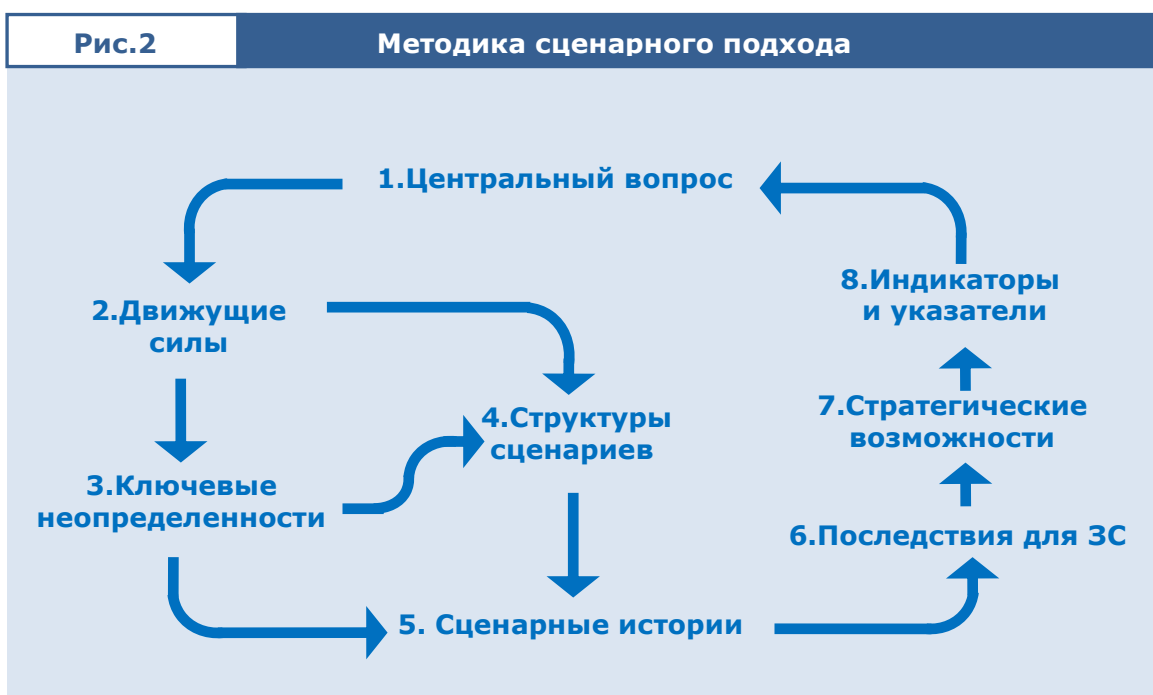 Рис.2
Методика сценарного подхода
1.Центральный вопрос
2.Движущие
силы
3.Ключевые
неопределенности
4.Структуры
сценариев
5. Сценарные истории
6.Последствия для ЗС
7.Стратегические
возможности
8.Индикаторы
и указатели